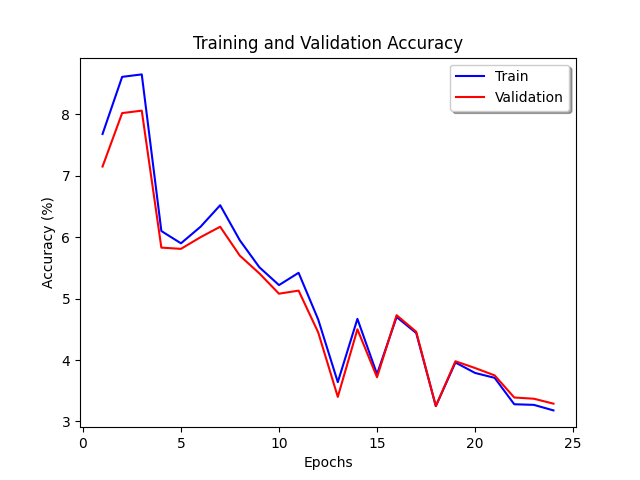 Training and Validation Accuracy
Train
Validation
Accuracy (%)
8
7
6
5
4
3
0 5 10 15 20 25
Epochs